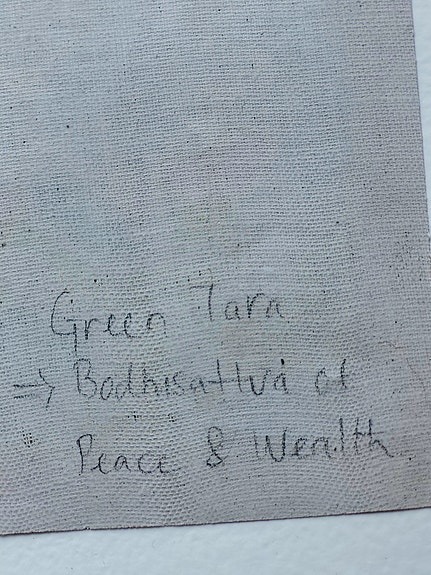 Green Tara
→ Bodhisattva of
Peace & Wealth